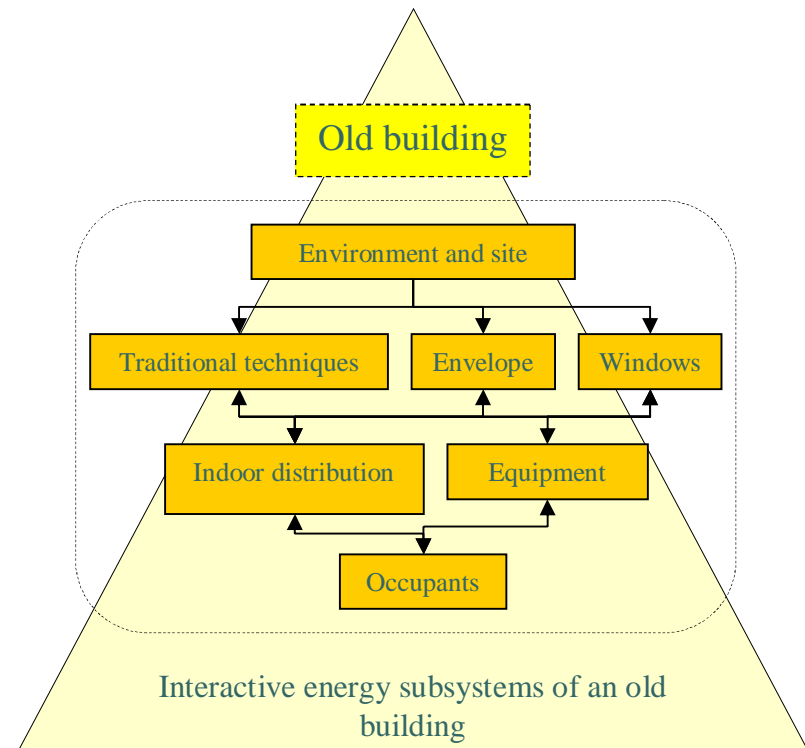 Old building
Environment and site
Traditional techniques
Envelope
Windows
Indoor distribution
Equipment
Occupants
Interactive energy subsystems of an old
building